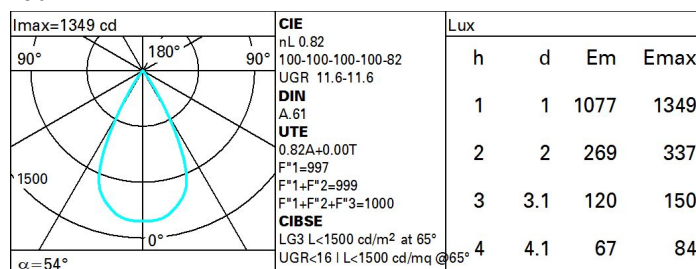 Imax=1349 cd
90°
180°
90°
1500
0°
α=54°
CIE
nL 0.82
100-100-100-100-82
UGR 11.6-11.6
DIN
A.61
UTE
0.82A+0.00T
F"1=997
F"1+F"2=999
F"1+F"2+F"3=1000
CIBSE
LG3 L<1500 cd/m² at 65°
UGR<16 | L<1500 cd/mq @65°
Lux
h d Em Emax
1 1 1077 1349
2 2 269 337
3 3.1 120 150
4 4.1 67 84